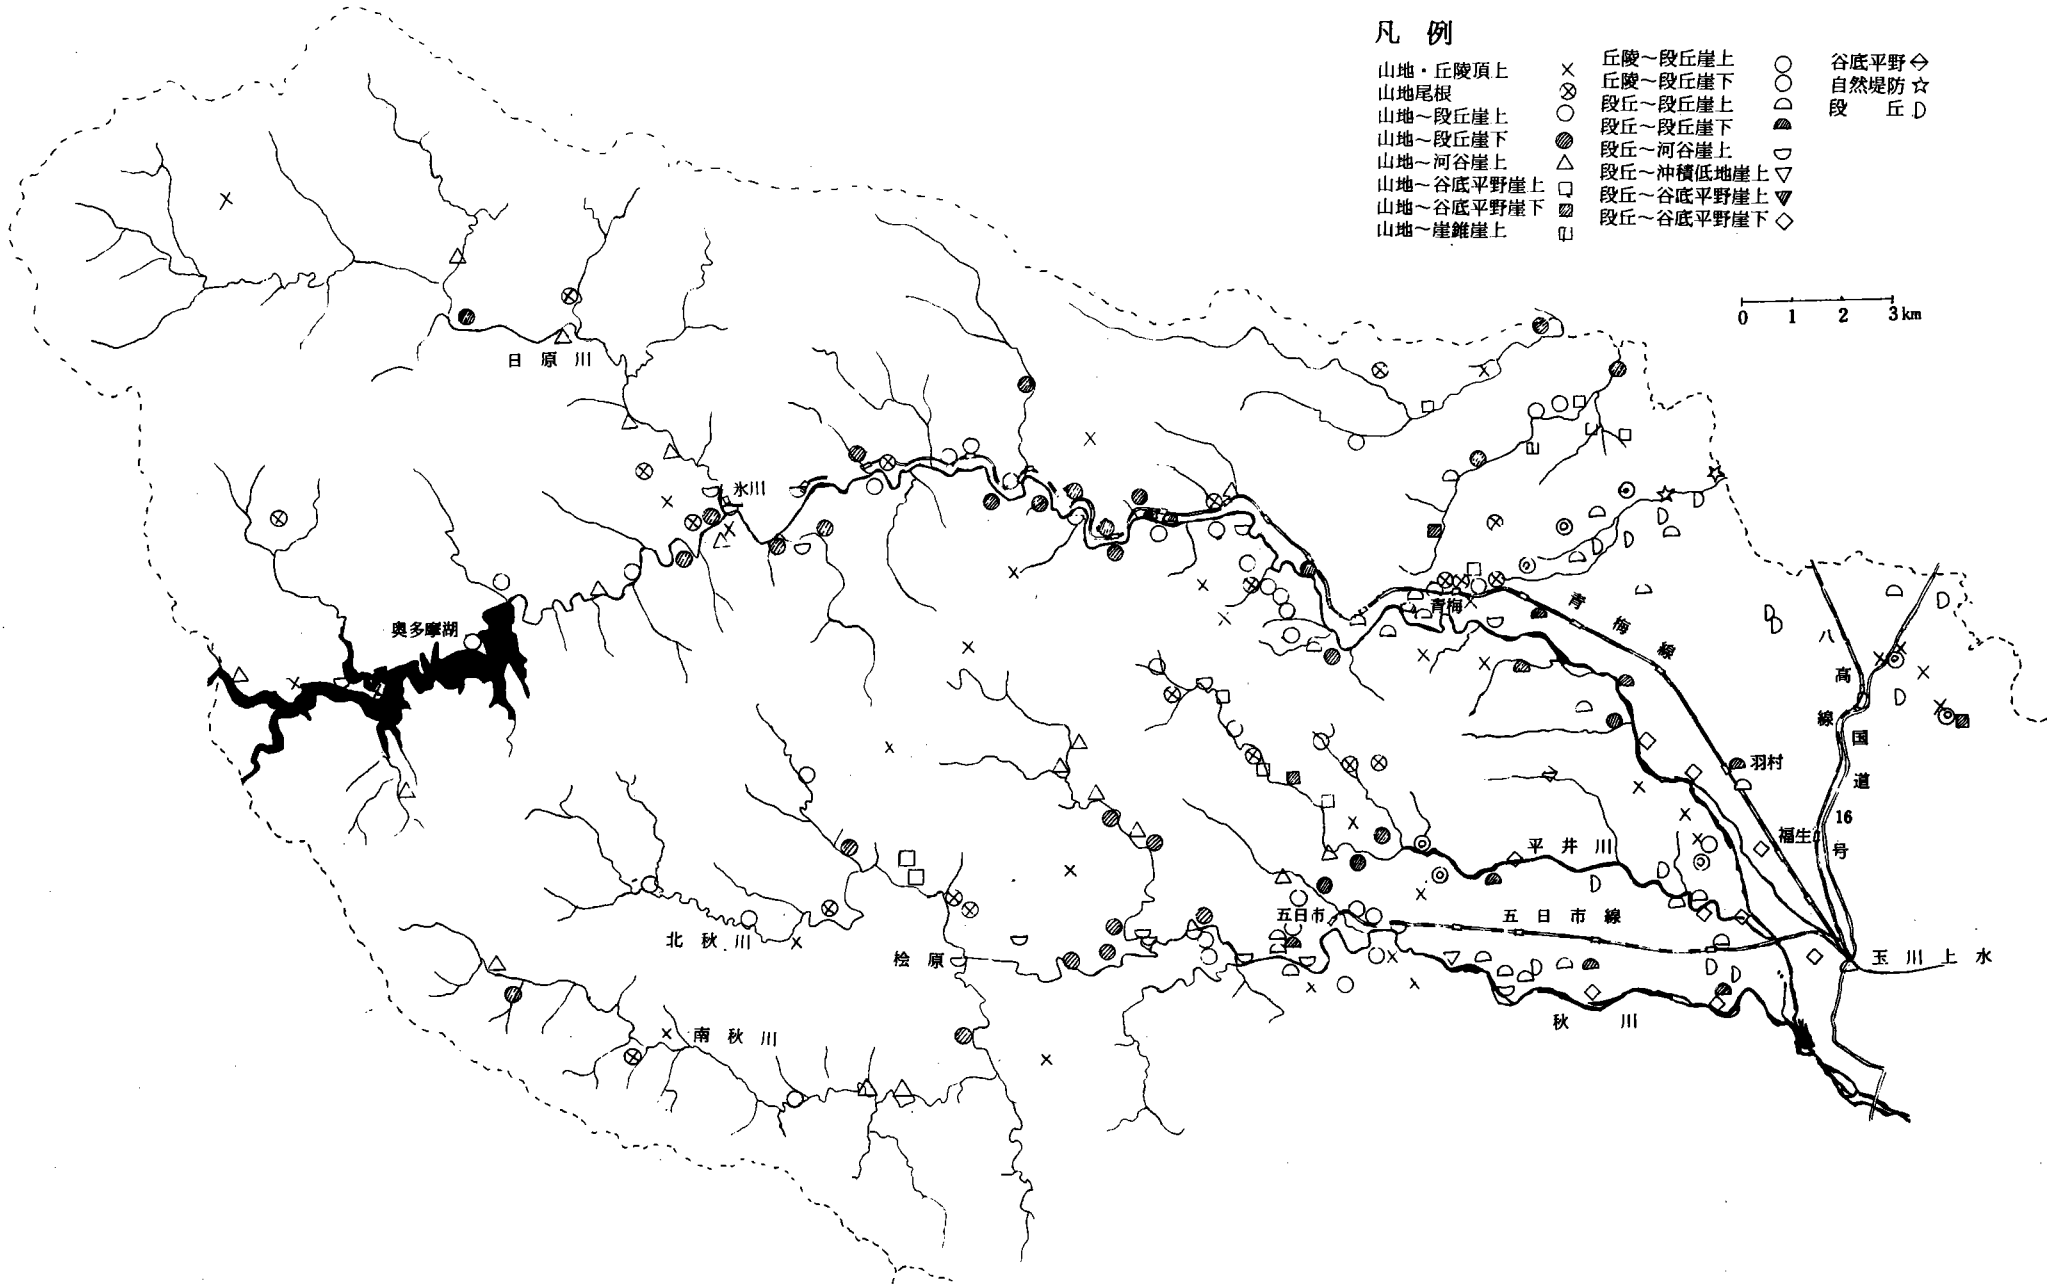 凡例
山地・丘陵頂上
山地尾根
山地～段丘崖上
山地～段丘崖下
山地～河谷崖上
山地～谷底平野崖上
山地～谷底平野崖下
山地～崖錐崖上
丘陵～段丘崖上
丘陵～段丘崖下
段丘～段丘崖上
段丘～段丘崖下
段丘～河谷崖上
段丘～沖積低地崖上
段丘～谷底平野崖上
段丘～谷底平野崖下
谷底平野
自然堤防
段丘
0 1 2 3km
日原川
氷川
奥多摩湖
青梅
青梅線
八高線
国道16号
羽村
福生
平井川
五日市
五日市線
北秋川
桧原
玉川上水
秋川
南秋川